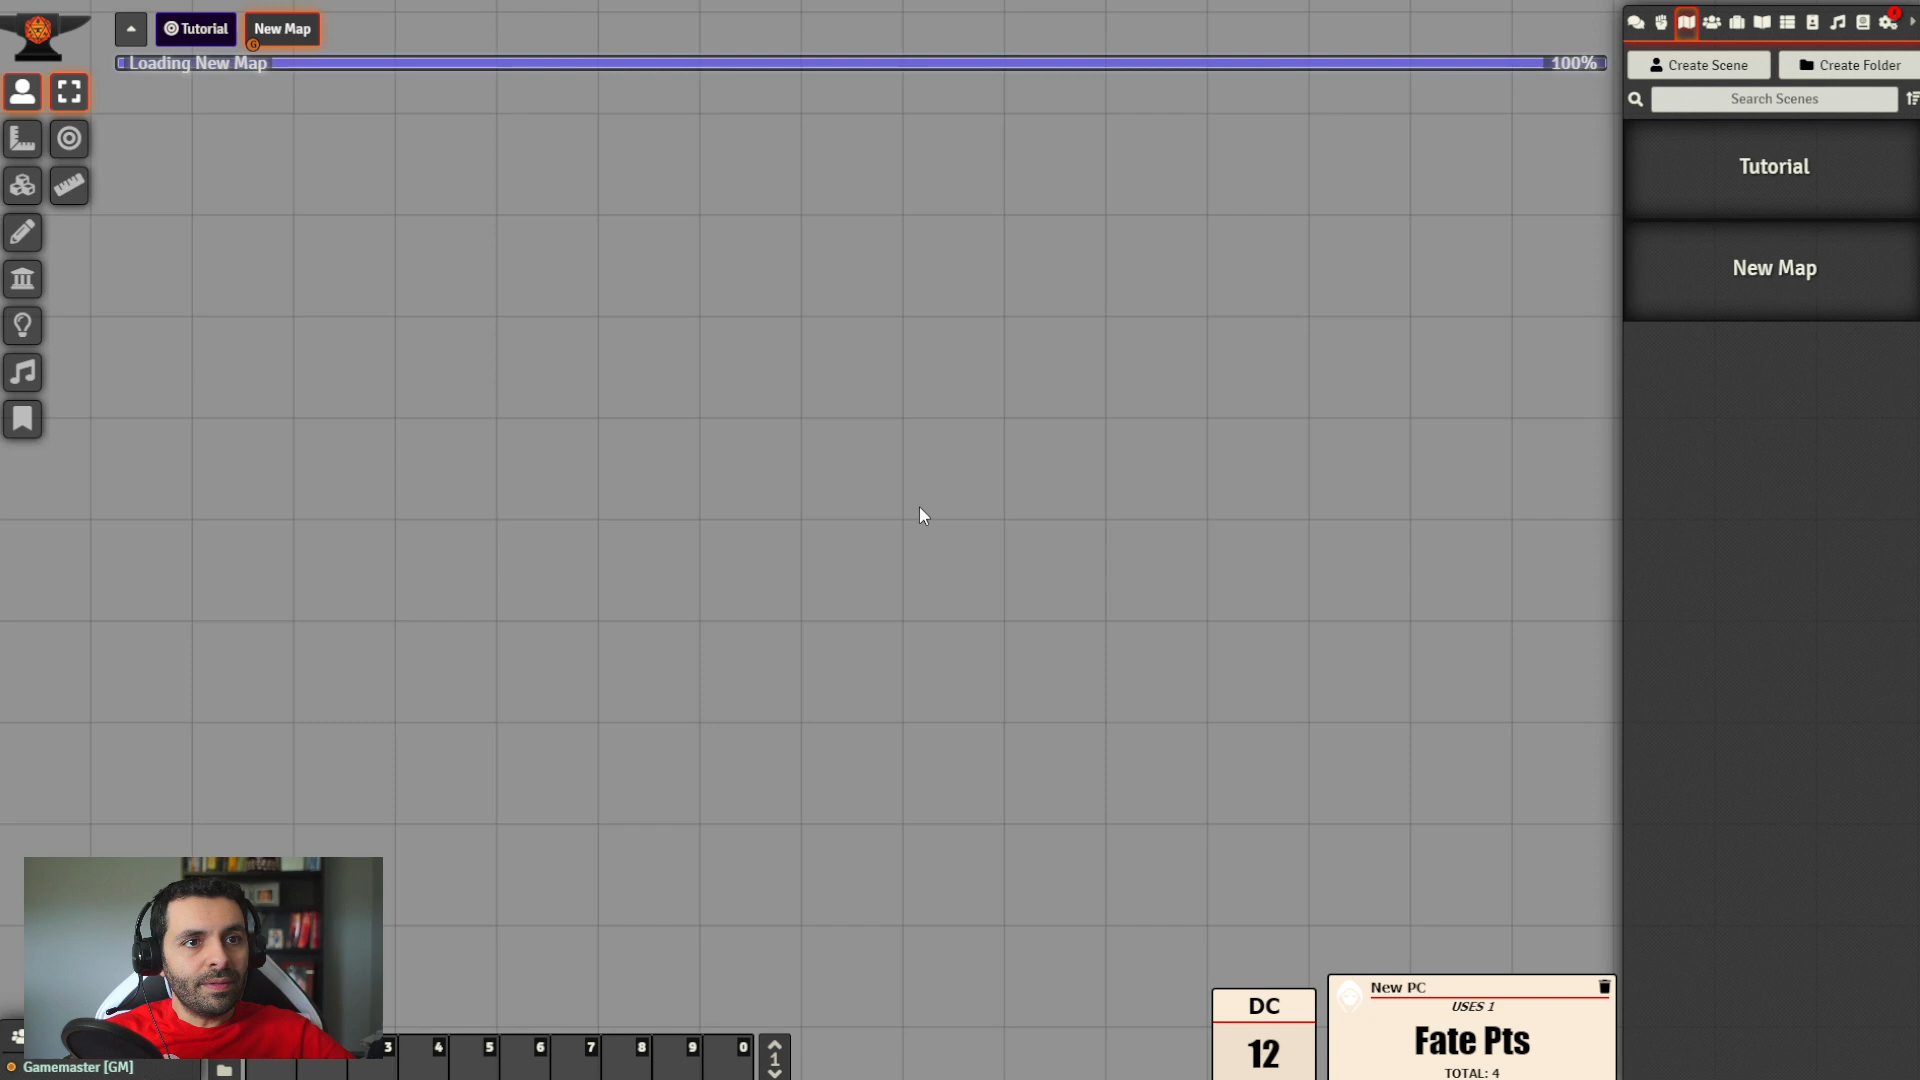 Tutorial
New Map
G
Loading New Map
100%
Create Scene
Create Folder
Search Scenes
Tutorial
New Map
DC
12
New PC
USES 1
Fate Pts
TOTAL: 4
3
4
5
6
7
8
9
0
1
Gamemaster [GM]